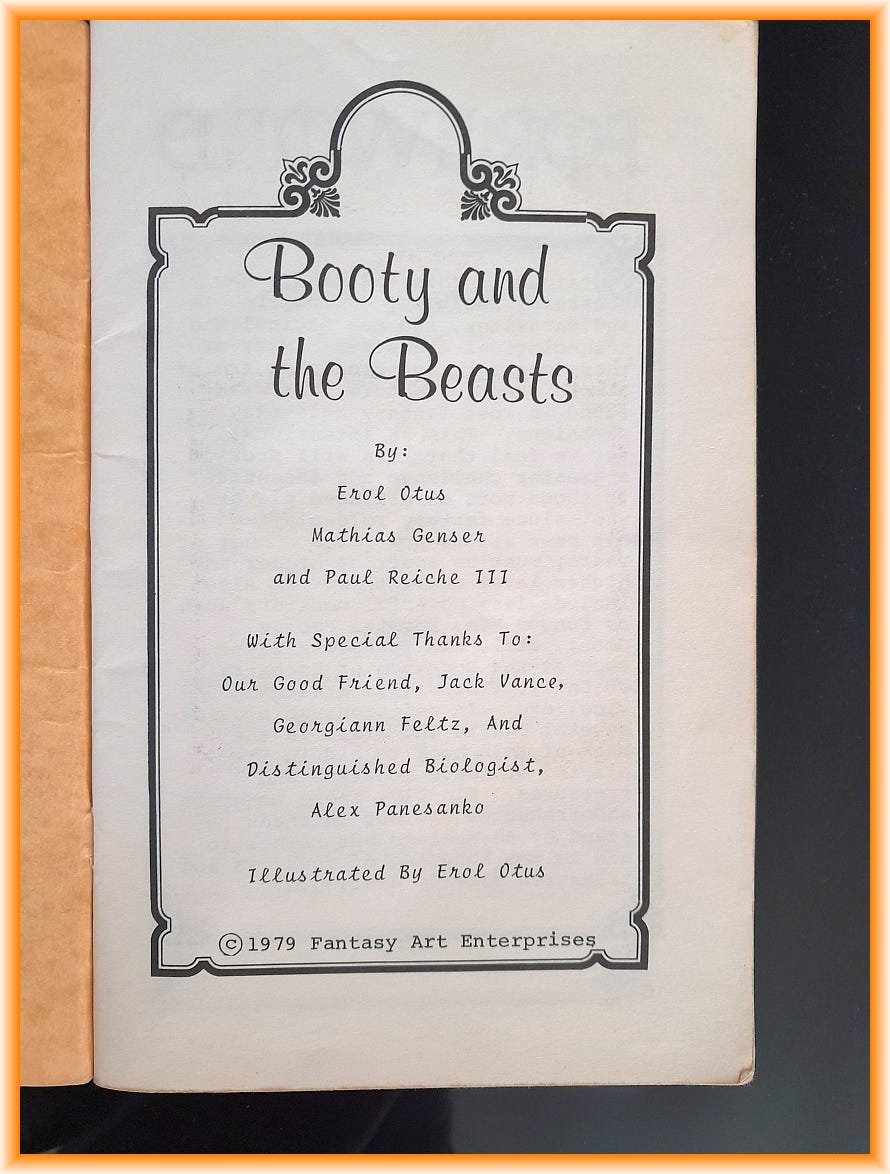 Booty and
the Beasts
By:
Erol Otus
Mathias Genser
and Paul Reiche III
With Special Thanks To:
Our Good Friend, Jack Vance,
Georgiann Feltz, And
Distinguished Biologist,
Alex Panesanko
Illustrated By Erol Otus
©1979 Fantasy Art Enterprises